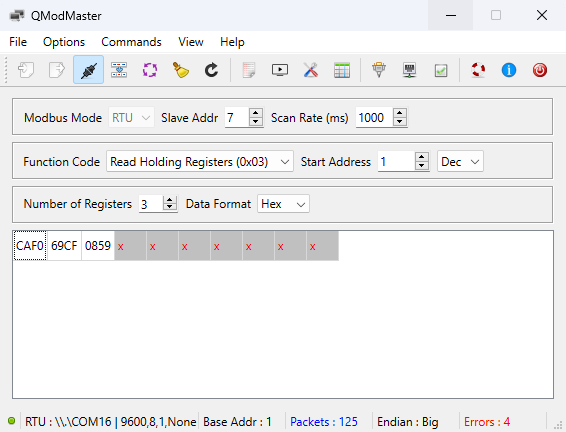 QModMaster
File Options Commands View Help
Modbus Mode RTU Slave Addr 7 Scan Rate (ms) 1000
Function Code Read Holding Registers (0x03) Start Address 1 Dec
Number of Registers 3 Data Format Hex
CAF0 69CF 0859 x x x x x x x
RTU : \\.\COM16 | 9600,8,1,None Base Addr : 1 Packets : 125 Endian : Big Errors : 4